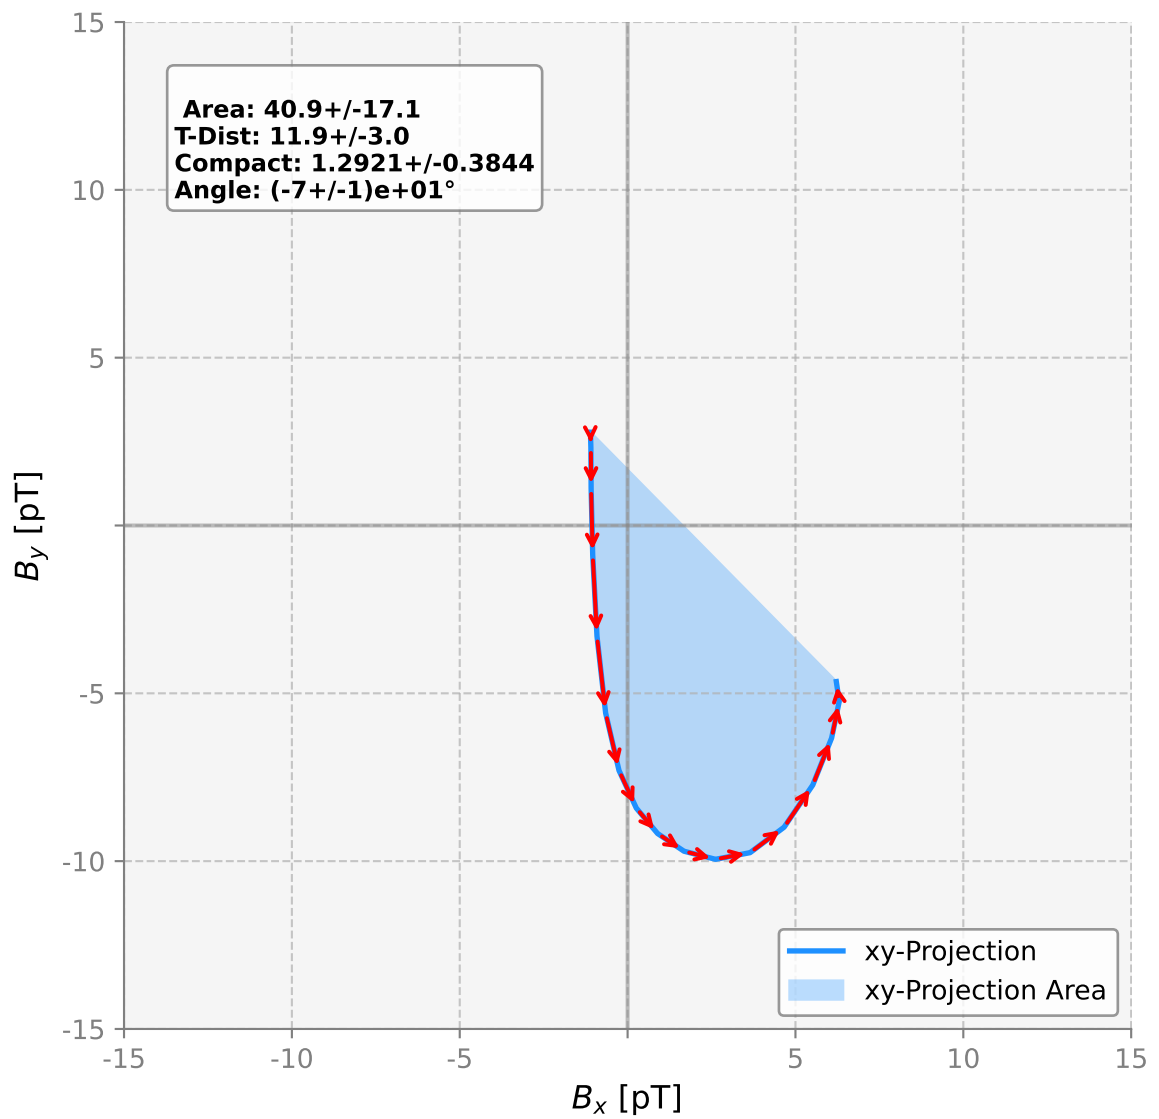 15
Area: 40.9+/-17.1
T-Dist: 11.9+/-3.0
Compact: 1.2921+/-0.3844
Angle: (-7+/-1)e+01°
10
5
B_y [pT]
-5
-10
xy-Projection
xy-Projection Area
-15
-15
-10
-5
5
10
15
B_x [pT]